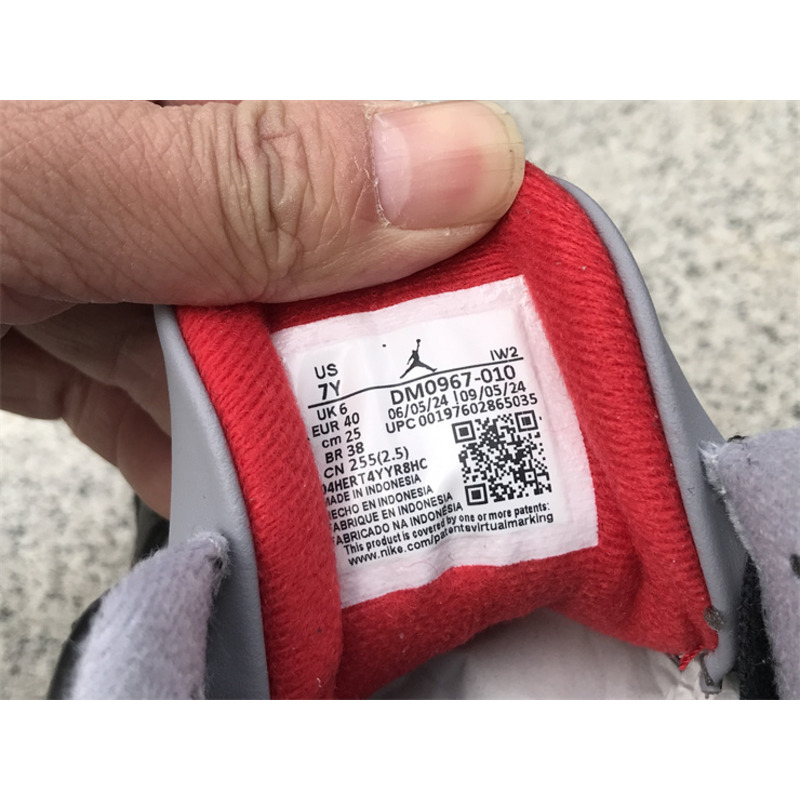 US IW2
7Y DM0967-010
UK 6 06/05/24 | 09/05/24
EUR 40 UPC 00197602865035
cm 25
BR 38
CN 255(2.5)
04HERT4YYR8HC
MADE IN INDONESIA
HECHO EN INDONESIA
FABRIQUE EN INDONESIA
FABRICADO NA INDONESIA
This product is covered by one or more patents:
www.nike.com/patentsvirtualmarking